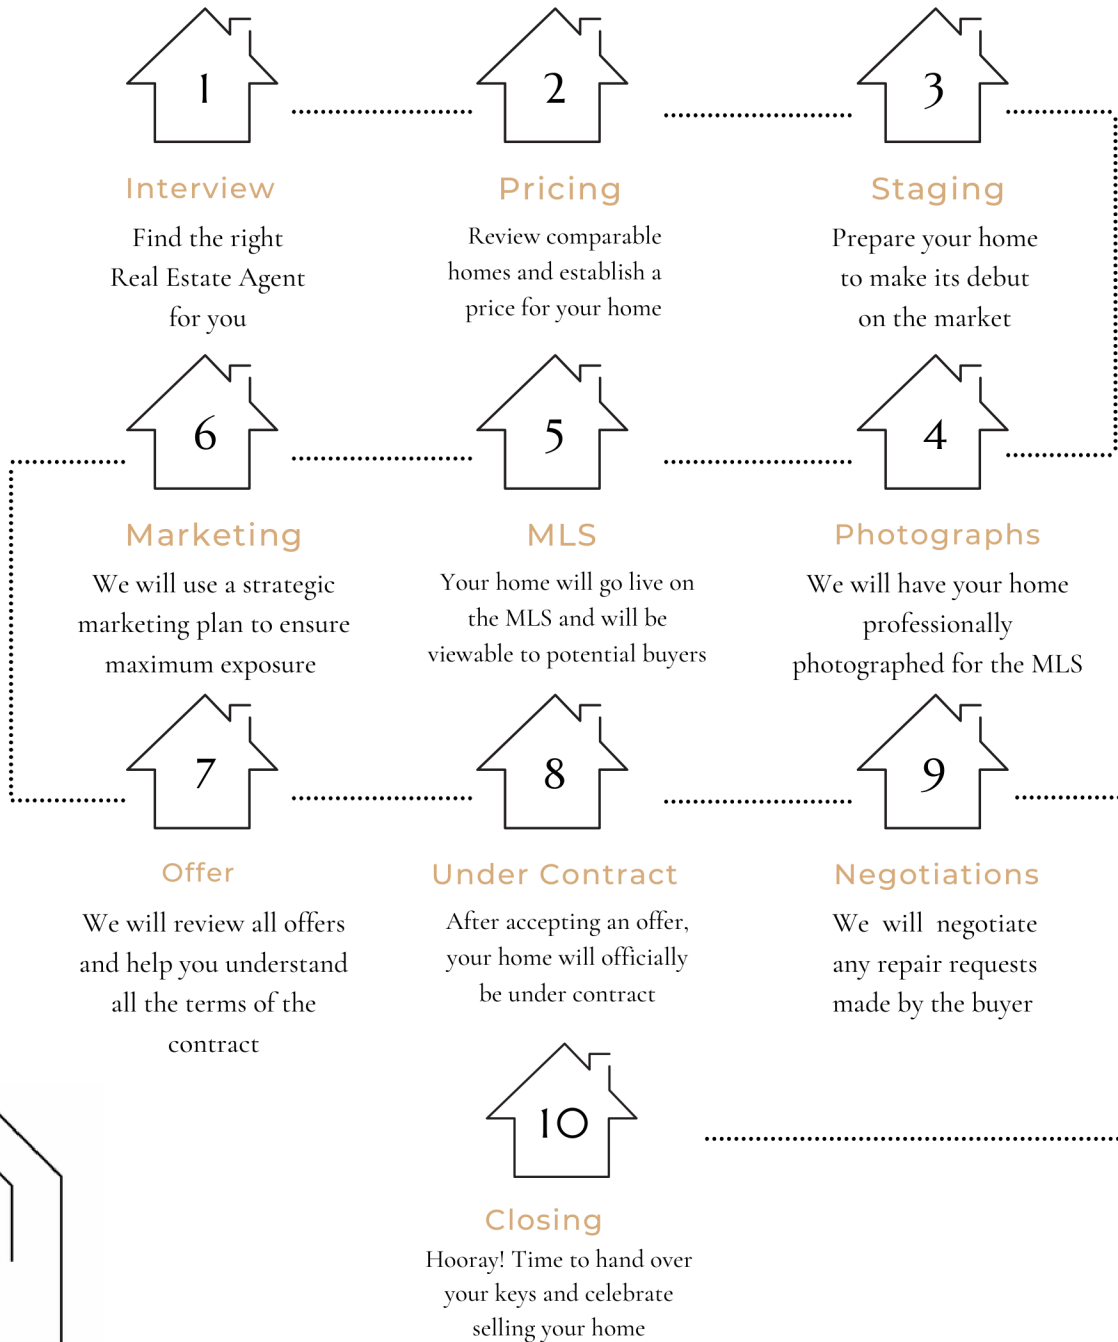 1
Interview
Find the right
Real Estate Agent
for you
2
Pricing
Review comparable
homes and establish a
price for your home
3
Staging
Prepare your home
to make its debut
on the market
4
Photographs
We will have your home
professionally
photographed for the MLS
5
MLS
Your home will go live on
the MLS and will be
viewable to potential buyers
6
Marketing
We will use a strategic
marketing plan to ensure
maximum exposure
7
Offer
We will review all offers
and help you understand
all the terms of the
contract
8
Under Contract
After accepting an offer,
your home will officially
be under contract
9
Negotiations
We will negotiate
any repair requests
made by the buyer
10
Closing
Hooray! Time to hand over
your keys and celebrate
selling your home